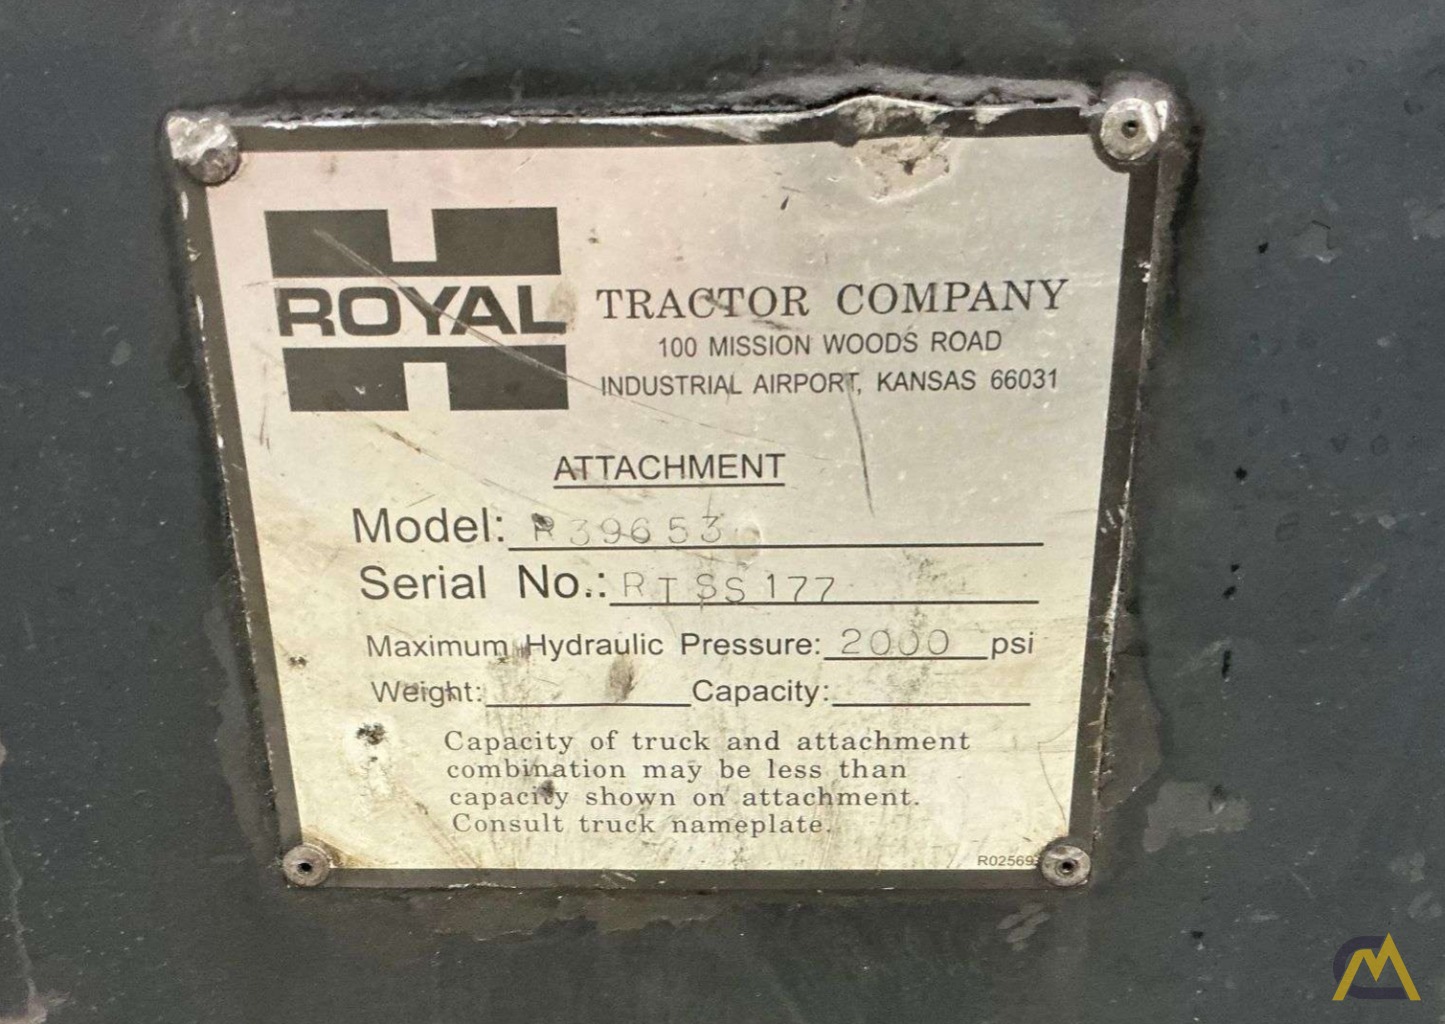 ROYAL
TRACTOR COMPANY
100 MISSION WOODS ROAD
INDUSTRIAL AIRPORT, KANSAS 66031
ATTACHMENT
Model: R39653
Serial No.: RTSS177
Maximum Hydraulic Pressure: 2000 psi
Weight: Capacity:
Capacity of truck and attachment
combination may be less than
capacity shown on attachment.
Consult truck nameplate.